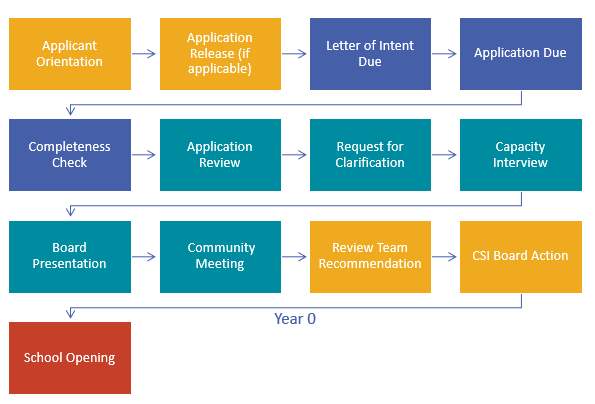 Applicant
Orientation
Application
Release (if
applicable)
Letter of Intent
Due
Application Due
Completeness
Check
Application
Review
Request for
Clarification
Capacity
Interview
Board
Presentation
Community
Meeting
Review Team
Recommendation
CSI Board Action
Year 0
School Opening